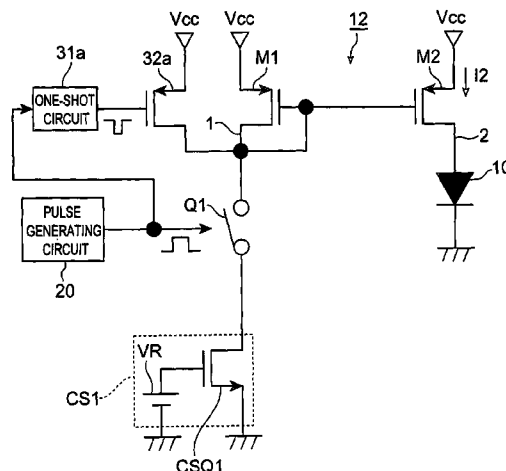 Vcc Vcc 12 Vcc
31a
32a M1 M2 I2
ONE-SHOT
CIRCUIT
1 2
10
Q1
PULSE
GENERATING
CIRCUIT
20
VR
CS1
CSQ1